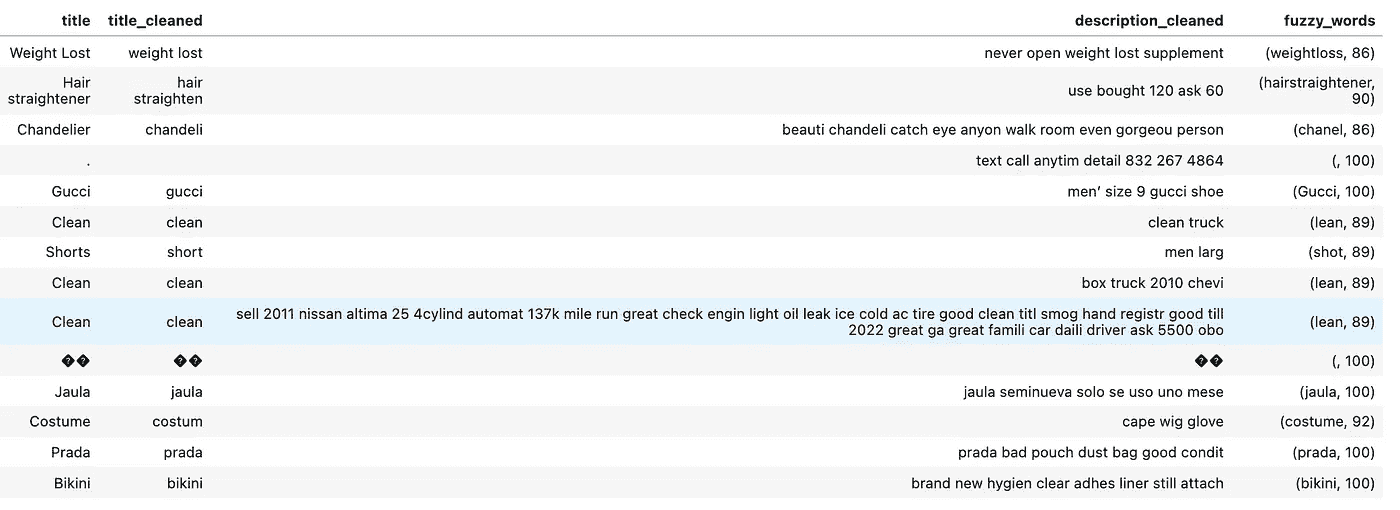 title title_cleaned description_cleaned fuzzy_words
Weight Lost weight lost never open weight lost supplement (weightloss, 86)
Hair hair (hairstraightener,
straightener straighten use bought 120 ask 60 90)
Chandelier chandeli beauti chandeli catch eye anyon walk room even gorgeou person (chanel, 86)
. text call anytim detail 832 267 4864 (, 100)
Gucci gucci men’ size 9 gucci shoe (Gucci, 100)
Clean clean clean truck (lean, 89)
Shorts short men larg (shot, 89)
Clean clean box truck 2010 chevi (lean, 89)
sell 2011 nissan altima 25 4cylind automat 137k mile run great check engin light oil leak ice cold ac tire good clean titl smog hand registr good till
Clean clean 2022 great ga great famili car daili driver ask 5500 obo (lean, 89)
�� �� �� (, 100)
Jaula jaula jaula seminueva solo se uso uno mese (jaula, 100)
Costume costum cape wig glove (costume, 92)
Prada prada prada bad pouch dust bag good condit (prada, 100)
Bikini bikini brand new hygien clear adhes liner still attach (bikini, 100)